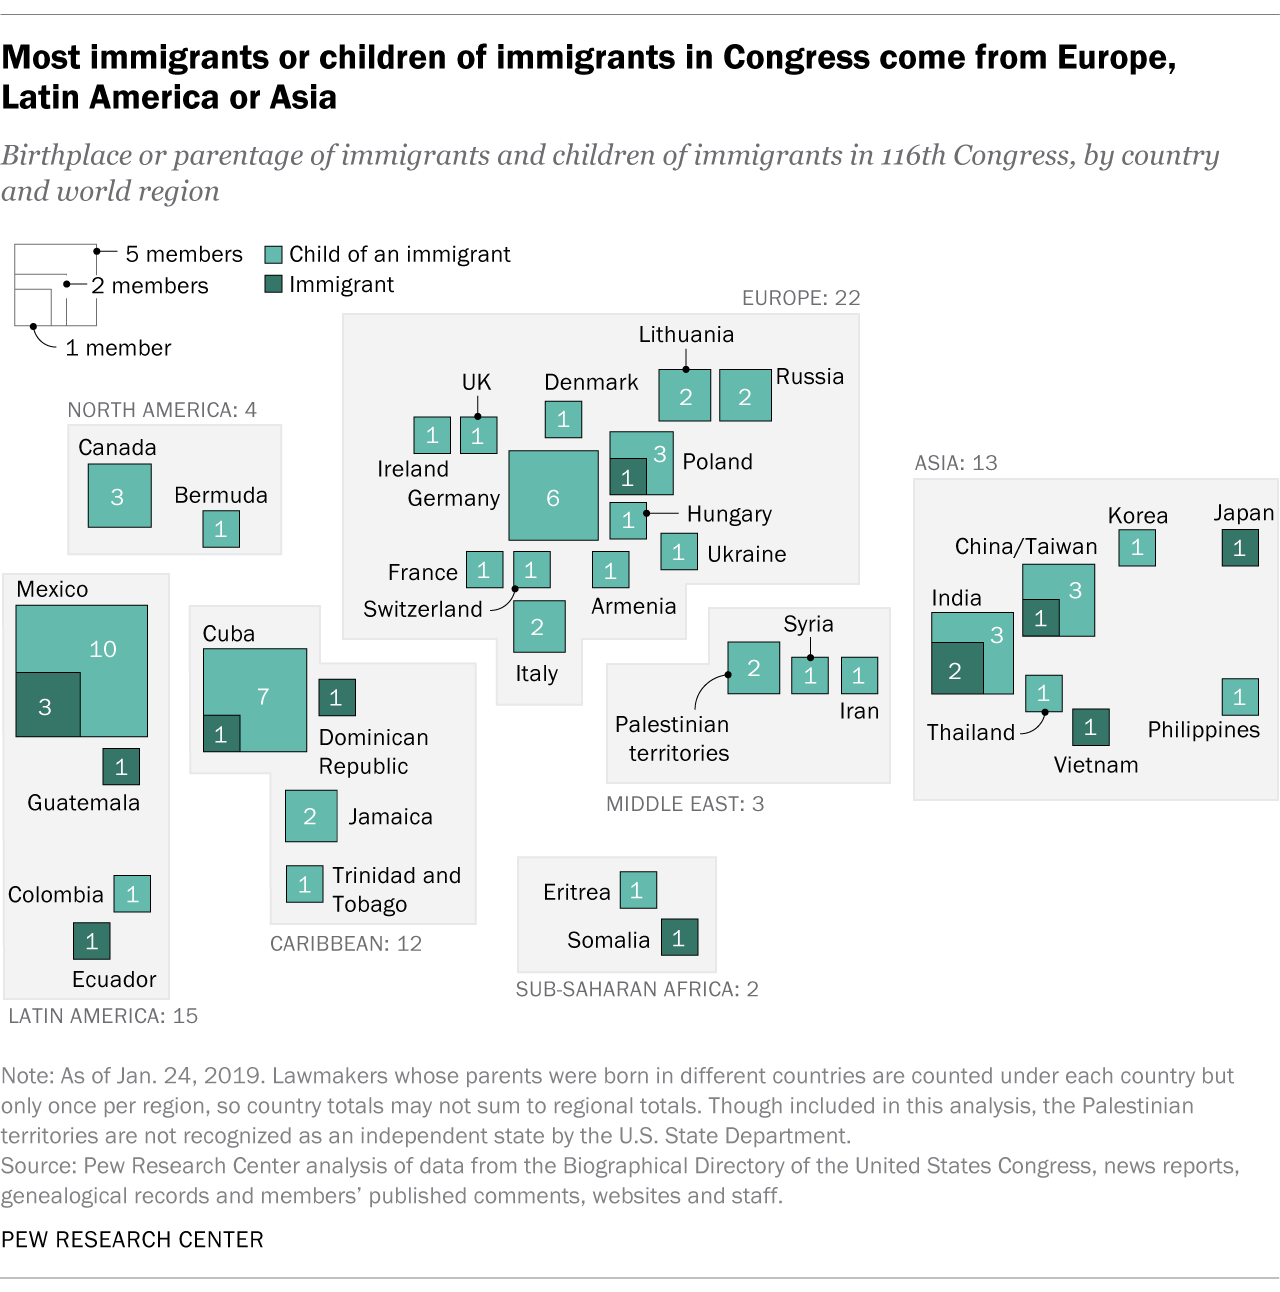 Most immigrants or children of immigrants in Congress come from Europe,
Latin America or Asia
Birthplace or parentage of immigrants and children of immigrants in 116th Congress, by country
and world region
5 members
2 members
1 member
Child of an immigrant
Immigrant
NORTH AMERICA: 4
Canada
3
Bermuda
1
EUROPE: 22
Lithuania
2
Russia
2
UK
1
Denmark
1
Ireland
1
Germany
6
Poland
3
1
Hungary
1
Ukraine
1
France
1
Switzerland
1
Armenia
1
Italy
2
ASIA: 13
Korea
1
Japan
1
China/Taiwan
3
1
India
3
2
Thailand
1
Vietnam
1
Philippines
1
Mexico
10
3
Guatemala
1
Colombia
1
Ecuador
1
LATIN AMERICA: 15
Cuba
7
1
Dominican
Republic
1
Jamaica
2
Trinidad and
Tobago
1
CARIBBEAN: 12
Syria
1
Palestinian
territories
2
Iran
1
MIDDLE EAST: 3
Eritrea
1
Somalia
1
SUB-SAHARAN AFRICA: 2
Note: As of Jan. 24, 2019. Lawmakers whose parents were born in different countries are counted under each country but
only once per region, so country totals may not sum to regional totals. Though included in this analysis, the Palestinian
territories are not recognized as an independent state by the U.S. State Department.
Source: Pew Research Center analysis of data from the Biographical Directory of the United States Congress, news reports,
genealogical records and members’ published comments, websites and staff.
PEW RESEARCH CENTER